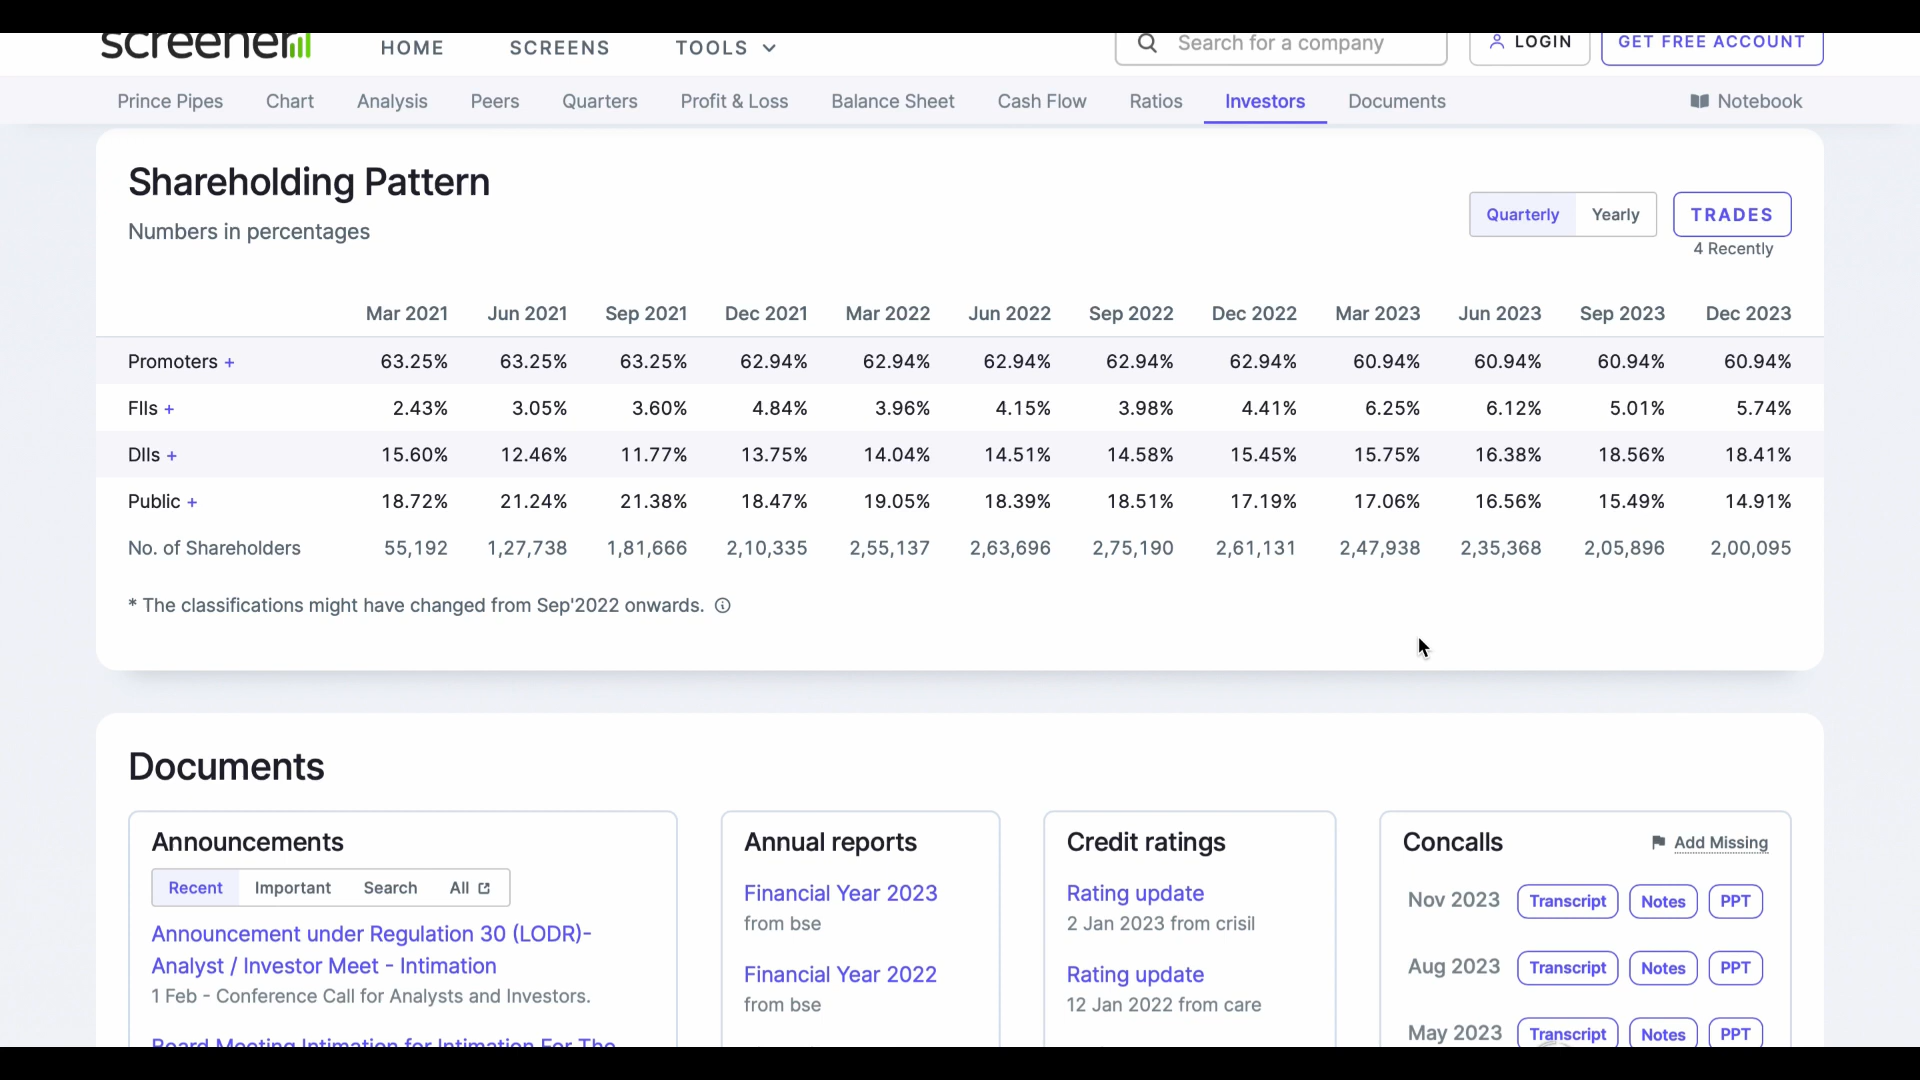 screener HOME SCREENS TOOLS Search for a company LOGIN GET FREE ACCOUNT
Prince Pipes Chart Analysis Peers Quarters Profit & Loss Balance Sheet Cash Flow Ratios Investors Documents Notebook
Shareholding Pattern
Numbers in percentages
Quarterly Yearly TRADES
4 Recently
Mar 2021 Jun 2021 Sep 2021 Dec 2021 Mar 2022 Jun 2022 Sep 2022 Dec 2022 Mar 2023 Jun 2023 Sep 2023 Dec 2023
Promoters + 63.25% 63.25% 63.25% 62.94% 62.94% 62.94% 62.94% 62.94% 60.94% 60.94% 60.94% 60.94%
FIIs + 2.43% 3.05% 3.60% 4.84% 3.96% 4.15% 3.98% 4.41% 6.25% 6.12% 5.01% 5.74%
DIIs + 15.60% 12.46% 11.77% 13.75% 14.04% 14.51% 14.58% 15.45% 15.75% 16.38% 18.56% 18.41%
Public + 18.72% 21.24% 21.38% 18.47% 19.05% 18.39% 18.51% 17.19% 17.06% 16.56% 15.49% 14.91%
No. of Shareholders 55,192 1,27,738 1,81,666 2,10,335 2,55,137 2,63,696 2,75,190 2,61,131 2,47,938 2,35,368 2,05,896 2,00,095
* The classifications might have changed from Sep'2022 onwards.
Documents
Announcements
Recent Important Search All
Announcement under Regulation 30 (LODR)-
Analyst / Investor Meet - Intimation
1 Feb - Conference Call for Analysts and Investors.
Board Meeting Intimation for Intimation For The
Annual reports
Financial Year 2023
from bse
Financial Year 2022
from bse
Credit ratings
Rating update
2 Jan 2023 from crisil
Rating update
12 Jan 2022 from care
Concalls Add Missing
Nov 2023 Transcript Notes PPT
Aug 2023 Transcript Notes PPT
May 2023 Transcript Notes PPT